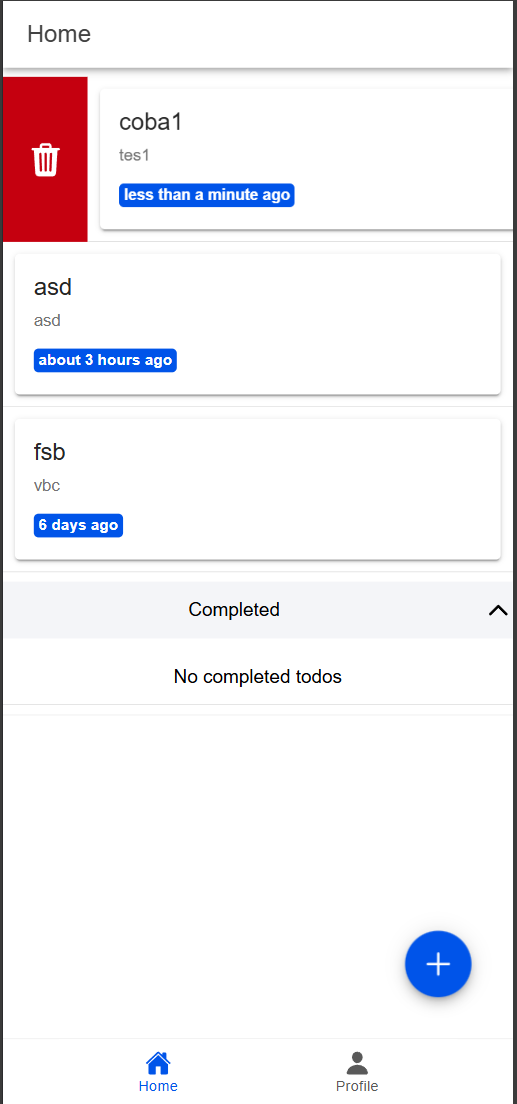 Home
coba1
tes1
less than a minute ago
asd
asd
about 3 hours ago
fsb
vbc
6 days ago
Completed
No completed todos
Home
Profile